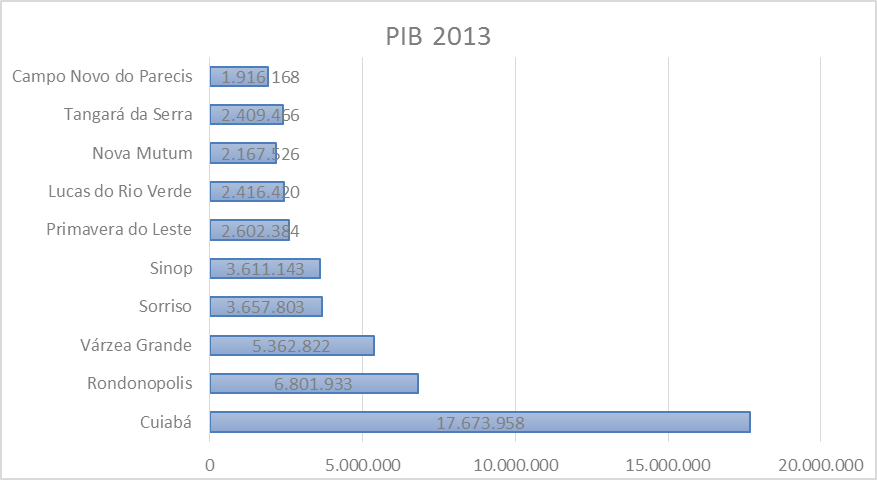 PIB 2013
Campo Novo do Parecis 1.916.168
Tangará da Serra 2.409.466
Nova Mutum 2.167.526
Lucas do Rio Verde 2.416.420
Primavera do Leste 2.602.384
Sinop 3.611.143
Sorriso 3.657.803
Várzea Grande 5.362.822
Rondonopolis 6.801.933
Cuiabá 17.673.958
0 5.000.000 10.000.000 15.000.000 20.000.000